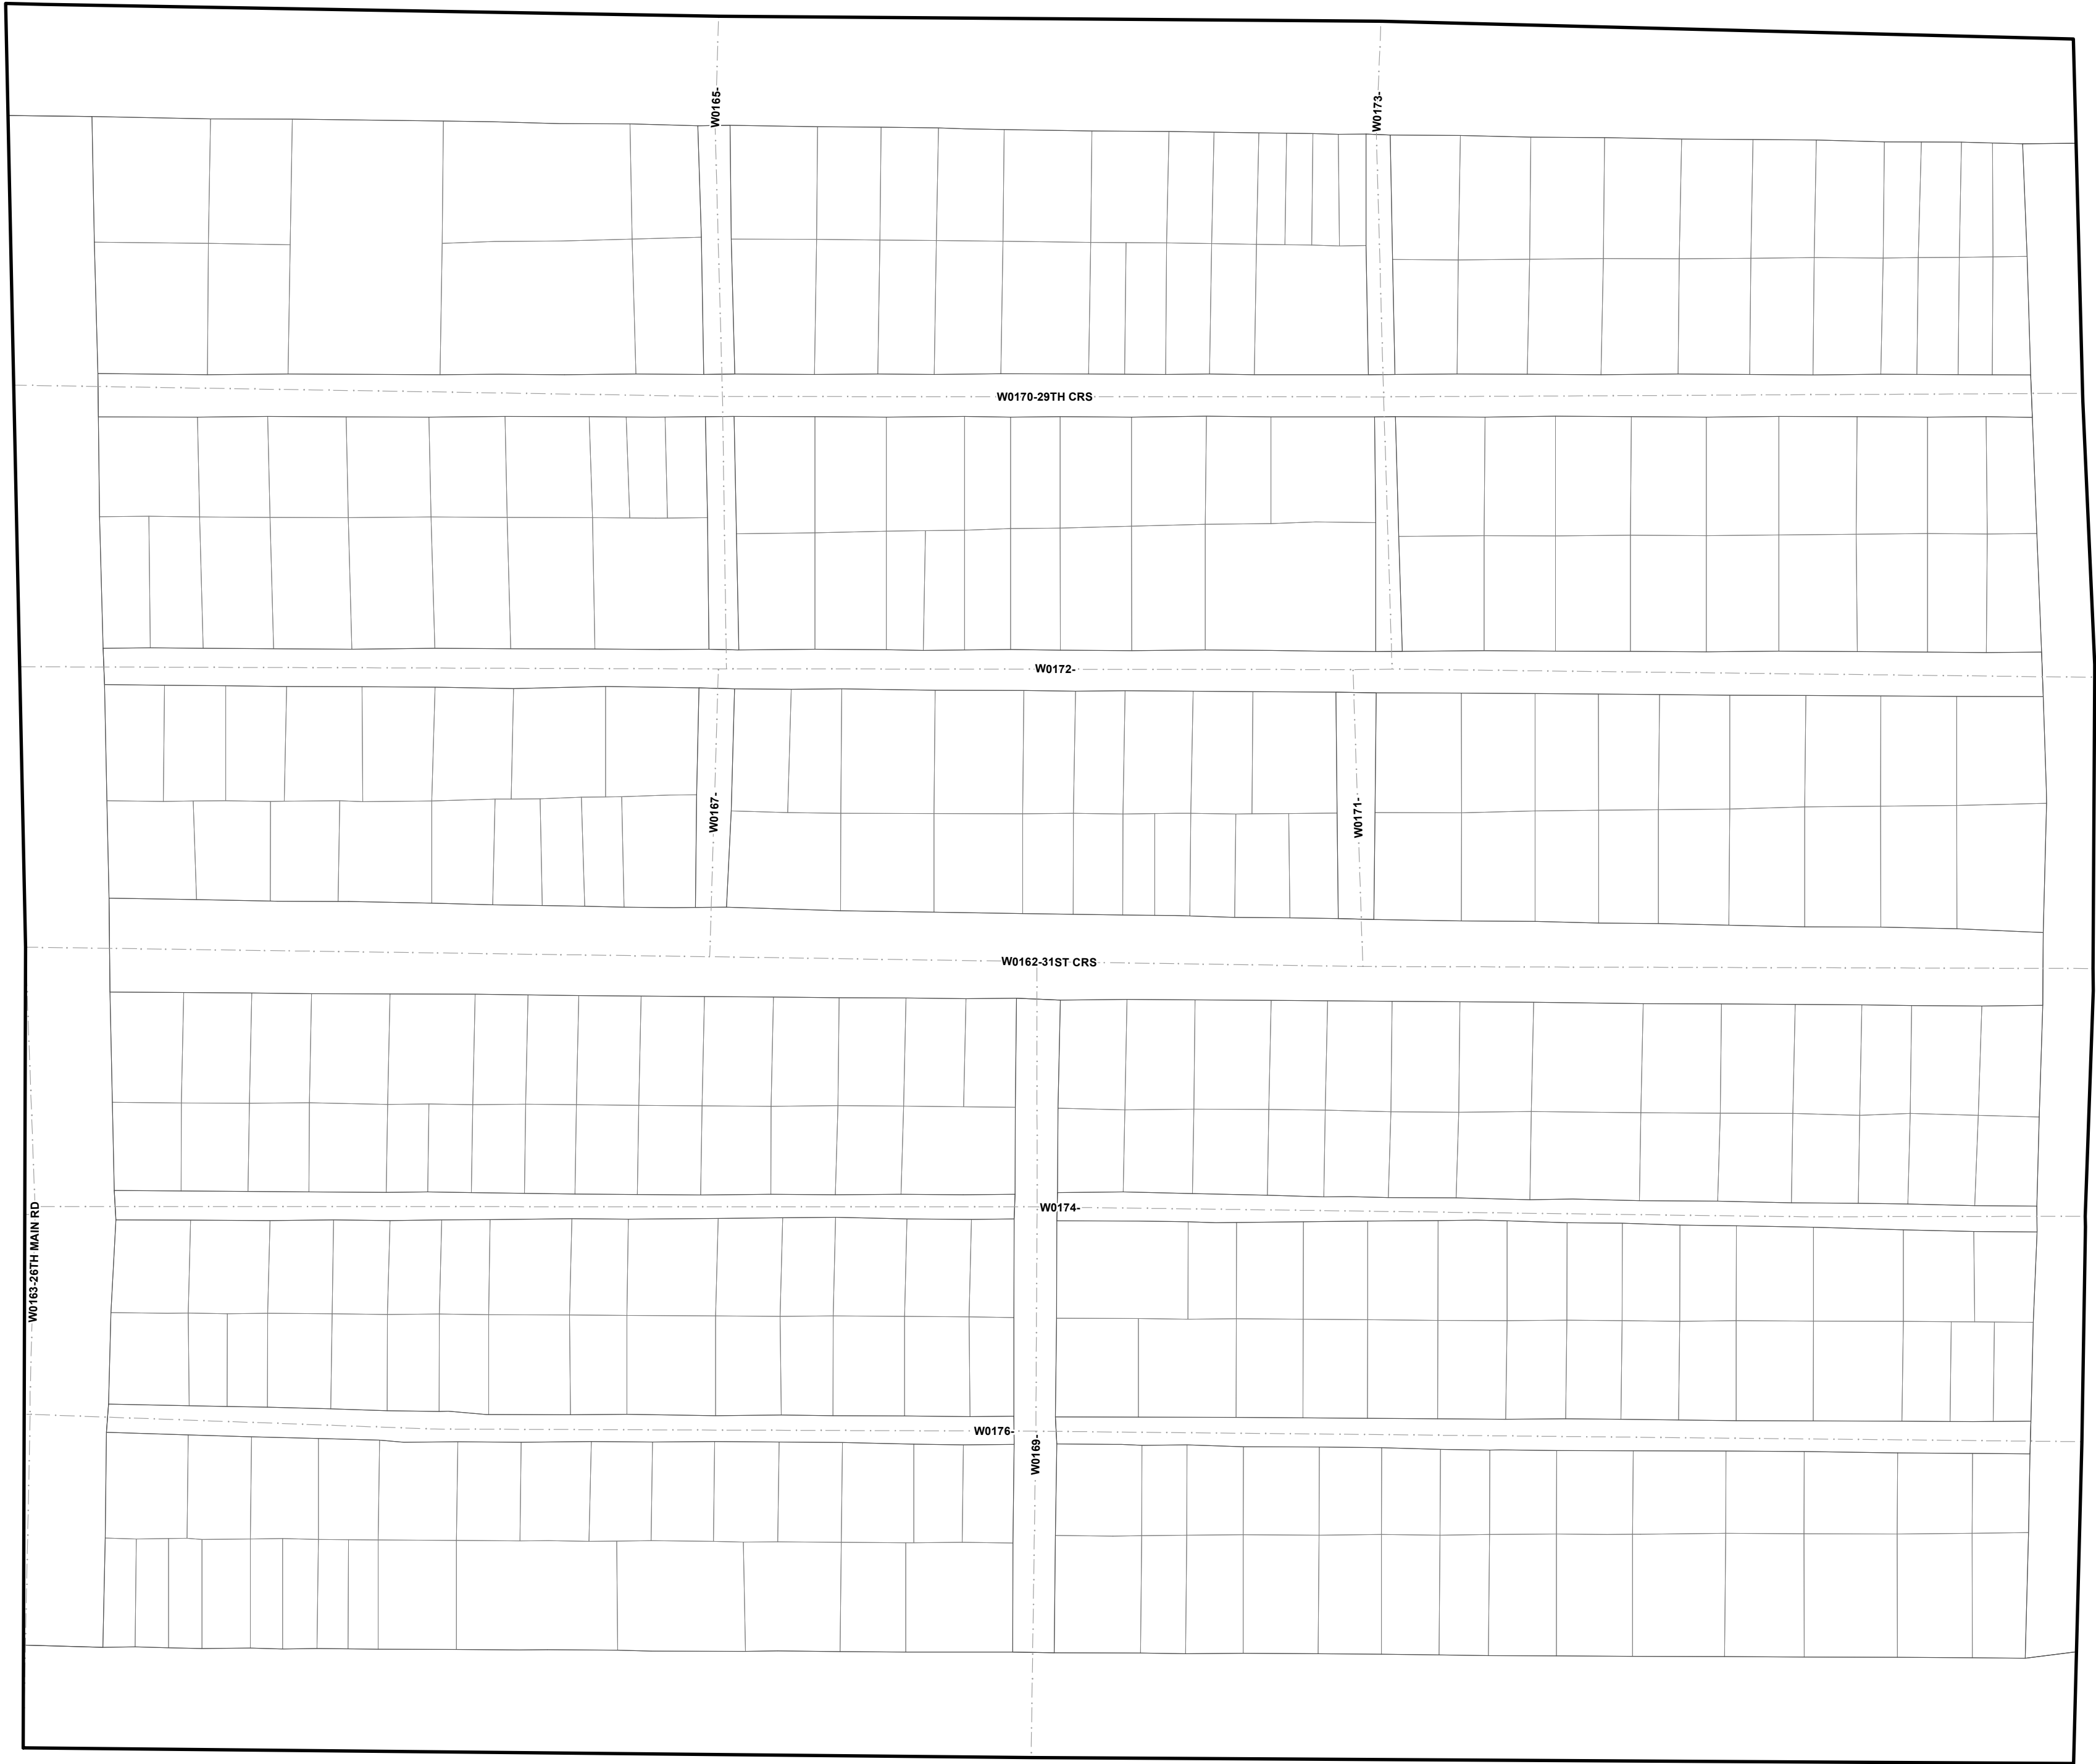 W0165-
W0173-
W0170-29TH CRS
W0172-
W0167-
W0171-
W0162-31ST CRS
W0174-
W0163-26TH MAIN RD
W0176-
W0169-